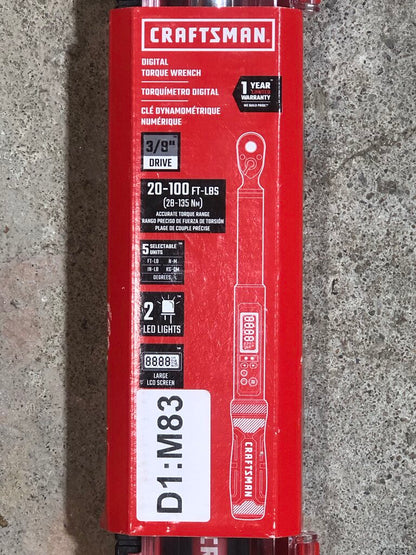 CRAFTSMAN®
DIGITAL
TORQUE WRENCH
TORQUÍMETRO DIGITAL
CLÉ DYNAMOMÉTRIQUE
NUMÉRIQUE
1 YEAR
LIMITED
WARRANTY
3/8"
DRIVE
20-100 FT-LBS
(28-135 NM)
ACCURATE TORQUE RANGE
RANGO PRECISO DE FUERZA DE TORSIÓN
PLAGE DE COUPLE PRÉCISE
5 SELECTABLE
UNITS
FT-LB N-M
IN-LB KG-CM
DEGREES
2
LED LIGHTS
8888
LARGE
LCD SCREEN
8888
CRAFTSMAN
D1:M83